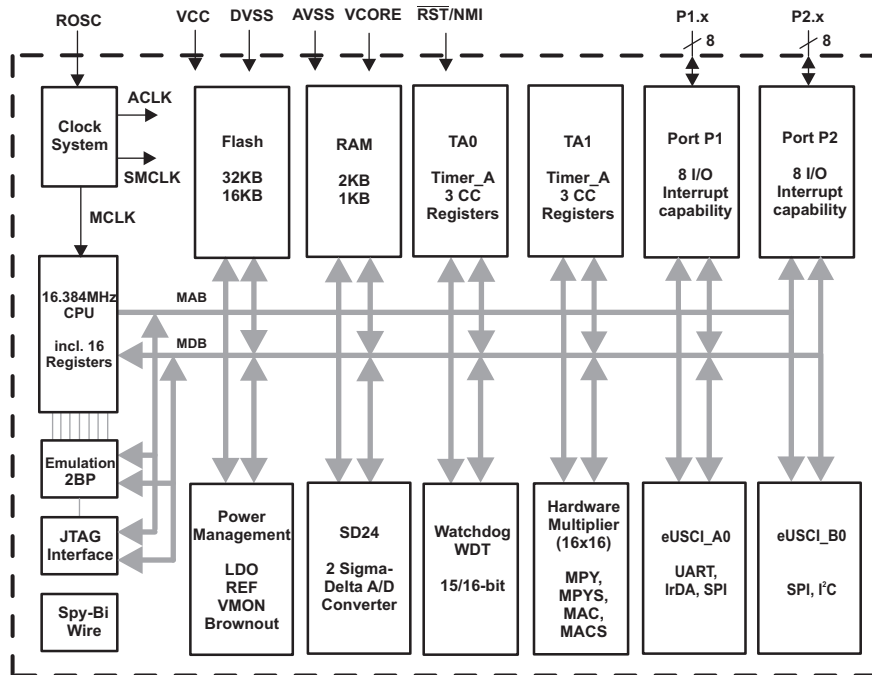 ROSC
VCC
DVSS
AVSS
VCORE
RST/NMI
P1.x
P2.x
8
8
ACLK
Clock
System
SMCLK
MCLK
Flash
32KB
16KB
RAM
2KB
1KB
TA0
Timer_A
3 CC
Registers
TA1
Timer_A
3 CC
Registers
Port P1
8 I/O
Interrupt
capability
Port P2
8 I/O
Interrupt
capability
16.384MHz
CPU
incl. 16
Registers
MAB
MDB
Emulation
2BP
JTAG
Interface
Spy-Bi
Wire
Power
Management
LDO
REF
VMON
Brownout
SD24
2 Sigma-
Delta A/D
Converter
Watchdog
WDT
15/16-bit
Hardware
Multiplier
(16x16)
MPY,
MPYS,
MAC,
MACS
eUSCI_A0
UART,
IrDA, SPI
eUSCI_B0
SPI, I²C